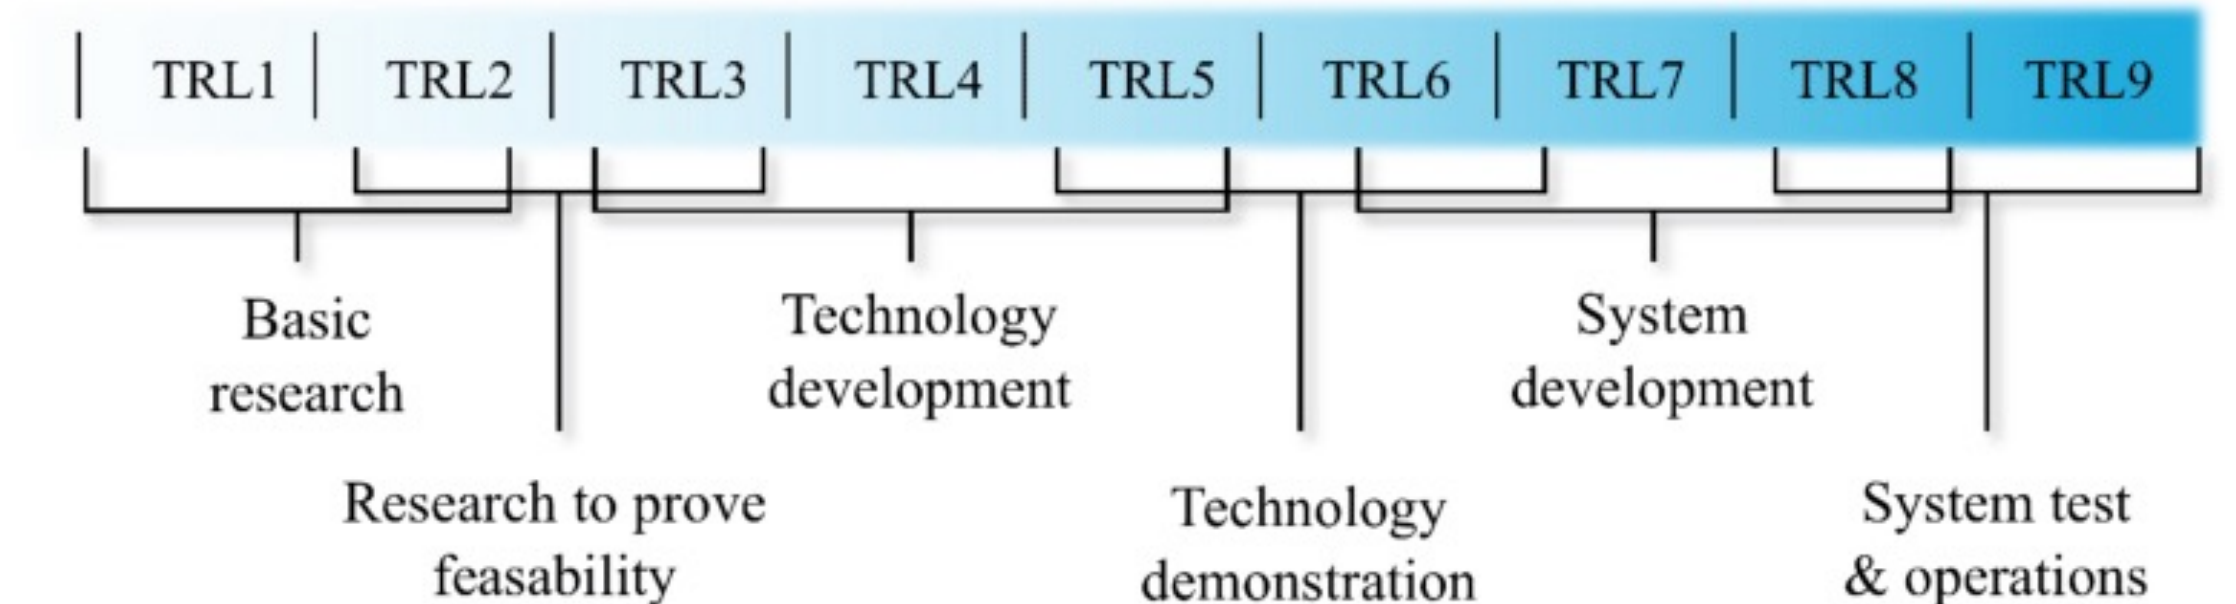 TRL1 TRL2 TRL3 TRL4 TRL5 TRL6 TRL7 TRL8 TRL9
Basic
research
Technology
development
System
development
Research to prove
feasability
Technology
demonstration
System test
& operations